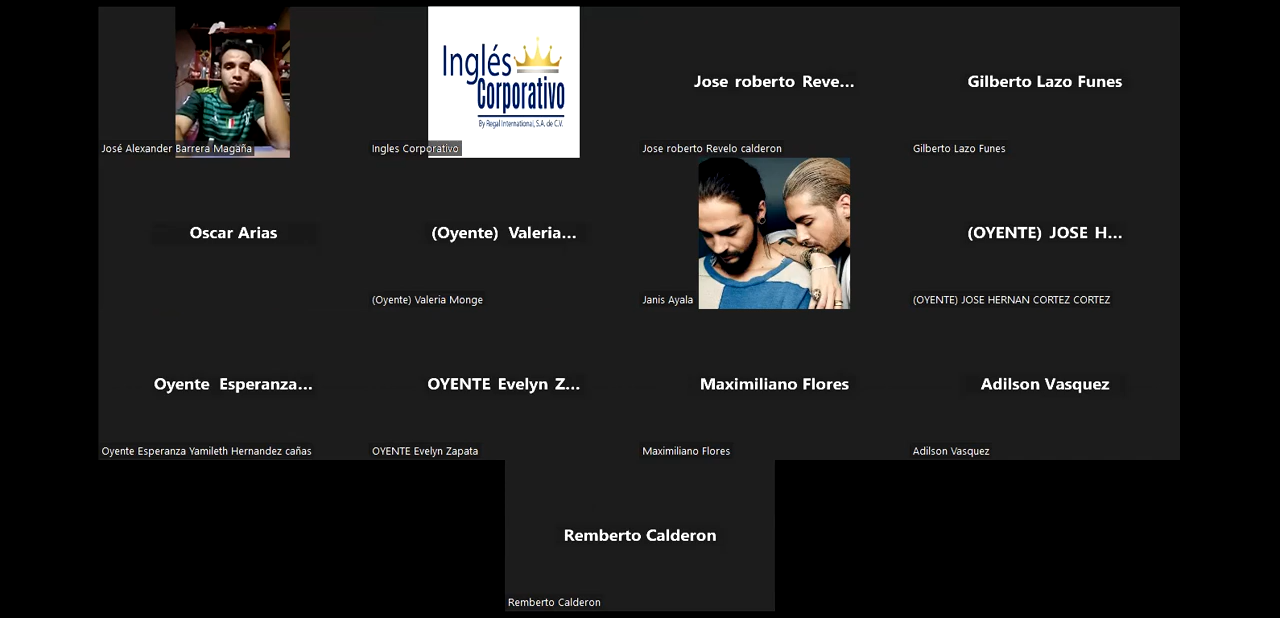 Inglés
Corporativo
By Regal International, S.A. de C.V.
José Alexander Barrera Magaña
Ingles Corporativo
Jose roberto Reve...
Jose roberto Revelo calderon
Gilberto Lazo Funes
Gilberto Lazo Funes
Oscar Arias
(Oyente) Valeria...
(Oyente) Valeria Monge
Janis Ayala
(OYENTE) JOSE H...
(OYENTE) JOSE HERNAN CORTEZ CORTEZ
Oyente Esperanza...
Oyente Esperanza Yamileth Hernandez cañas
OYENTE Evelyn Z...
OYENTE Evelyn Zapata
Maximiliano Flores
Maximiliano Flores
Adilson Vasquez
Adilson Vasquez
Remberto Calderon
Remberto Calderon